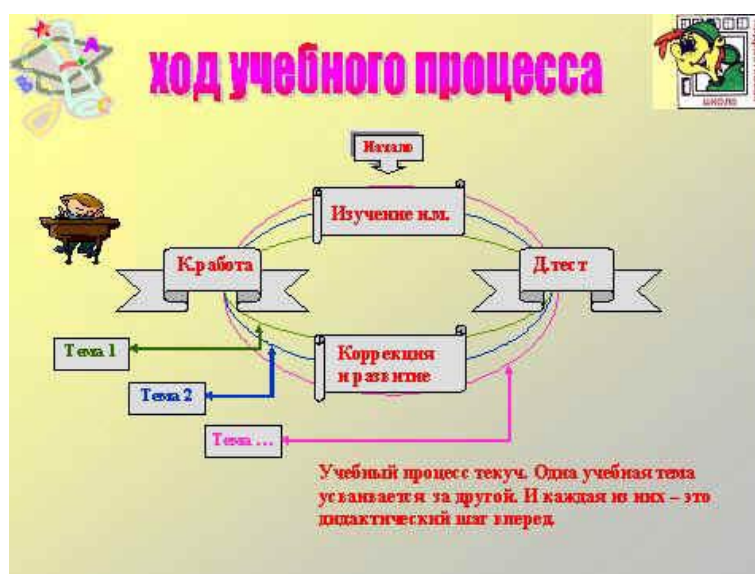 ход учебного процесса
ШКОЛА
Начало
Изучение н.м.
К.работа
Д.тест
Коррекция
и развитие
Тема 1
Тема 2
Тема ...
Учебный процесс текуч. Одна учебная тема
усваивается за другой. И каждая из них – это
дидактический шаг вперед.